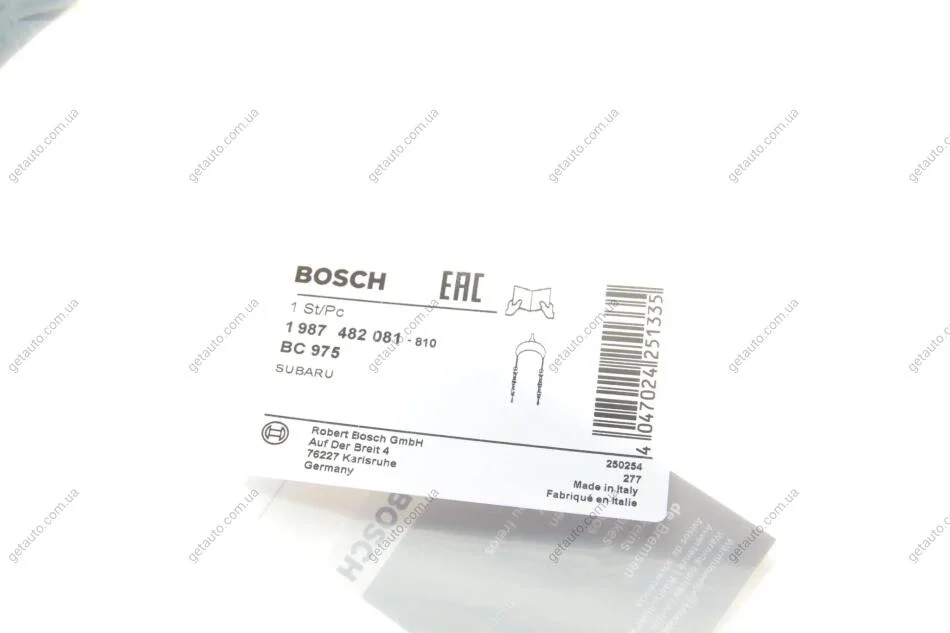 BOSCH
EAC
1 St/Pc
1 987 482 081 - 810
BC 975
SUBARU
4 047024 251335
Robert Bosch GmbH
Auf Der Breit 4
76227 Karlsruhe
Germany
250254
277
Made in Italy
Fabriqué en Italie
BOSCH
getauto.com.ua